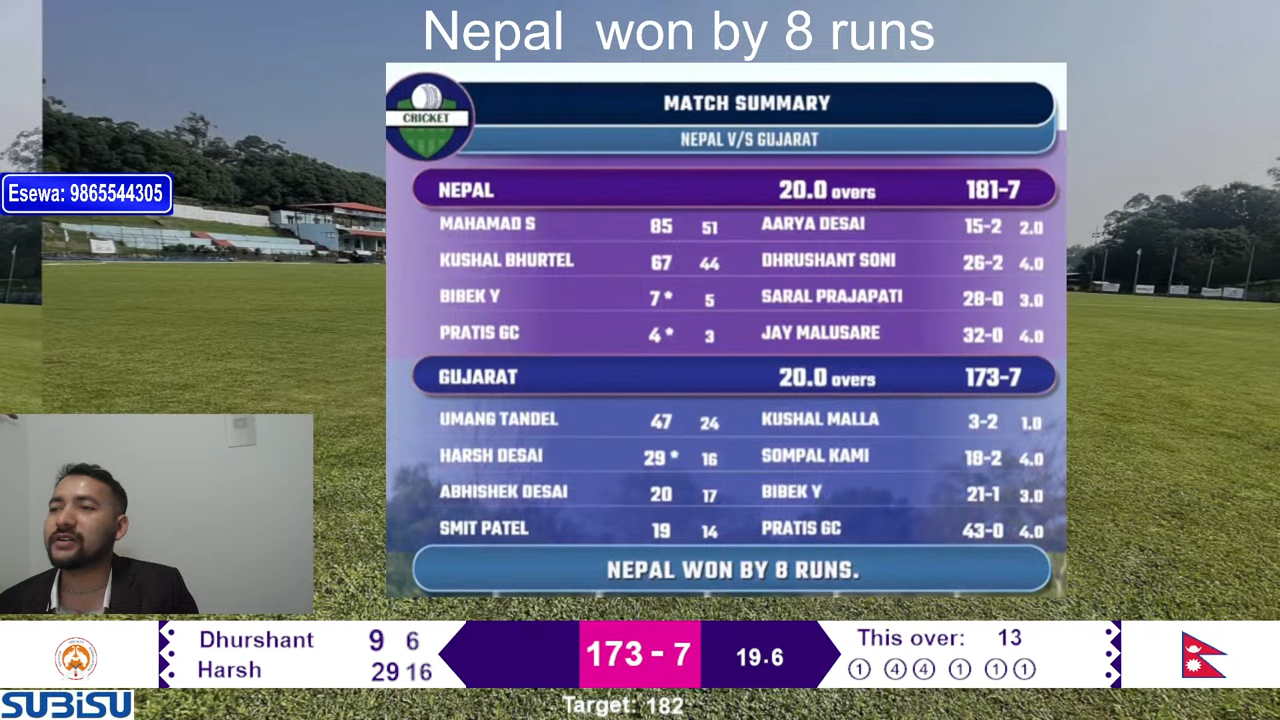 Nepal won by 8 runs
CRICKET
MATCH SUMMARY
NEPAL V/S GUJARAT
Esewa: 9865544305
NEPAL 20.0 overs 181-7
MAHAMAD S 85 51 AARYA DESAI 15-2 2.0
KUSHAL BHURTEL 67 44 DHRUSHANT SONI 26-2 4.0
BIBEK Y 7* 5 SARAL PRAJAPATI 28-0 3.0
PRATIS GC 4* 3 JAY MALUSARE 32-0 4.0
GUJARAT 20.0 overs 173-7
UMANG TANDEL 47 24 KUSHAL MALLA 3-2 1.0
HARSH DESAI 29* 16 SOMPAL KAMI 18-2 4.0
ABHISHEK DESAI 20 17 BIBEK Y 21-1 3.0
SMIT PATEL 19 14 PRATIS GC 43-0 4.0
NEPAL WON BY 8 RUNS.
Dhurshant 9 6
Harsh 29 16
173 - 7
19.6
This over: 13
1 4 4 1 1 1
SUBISU
Target: 182